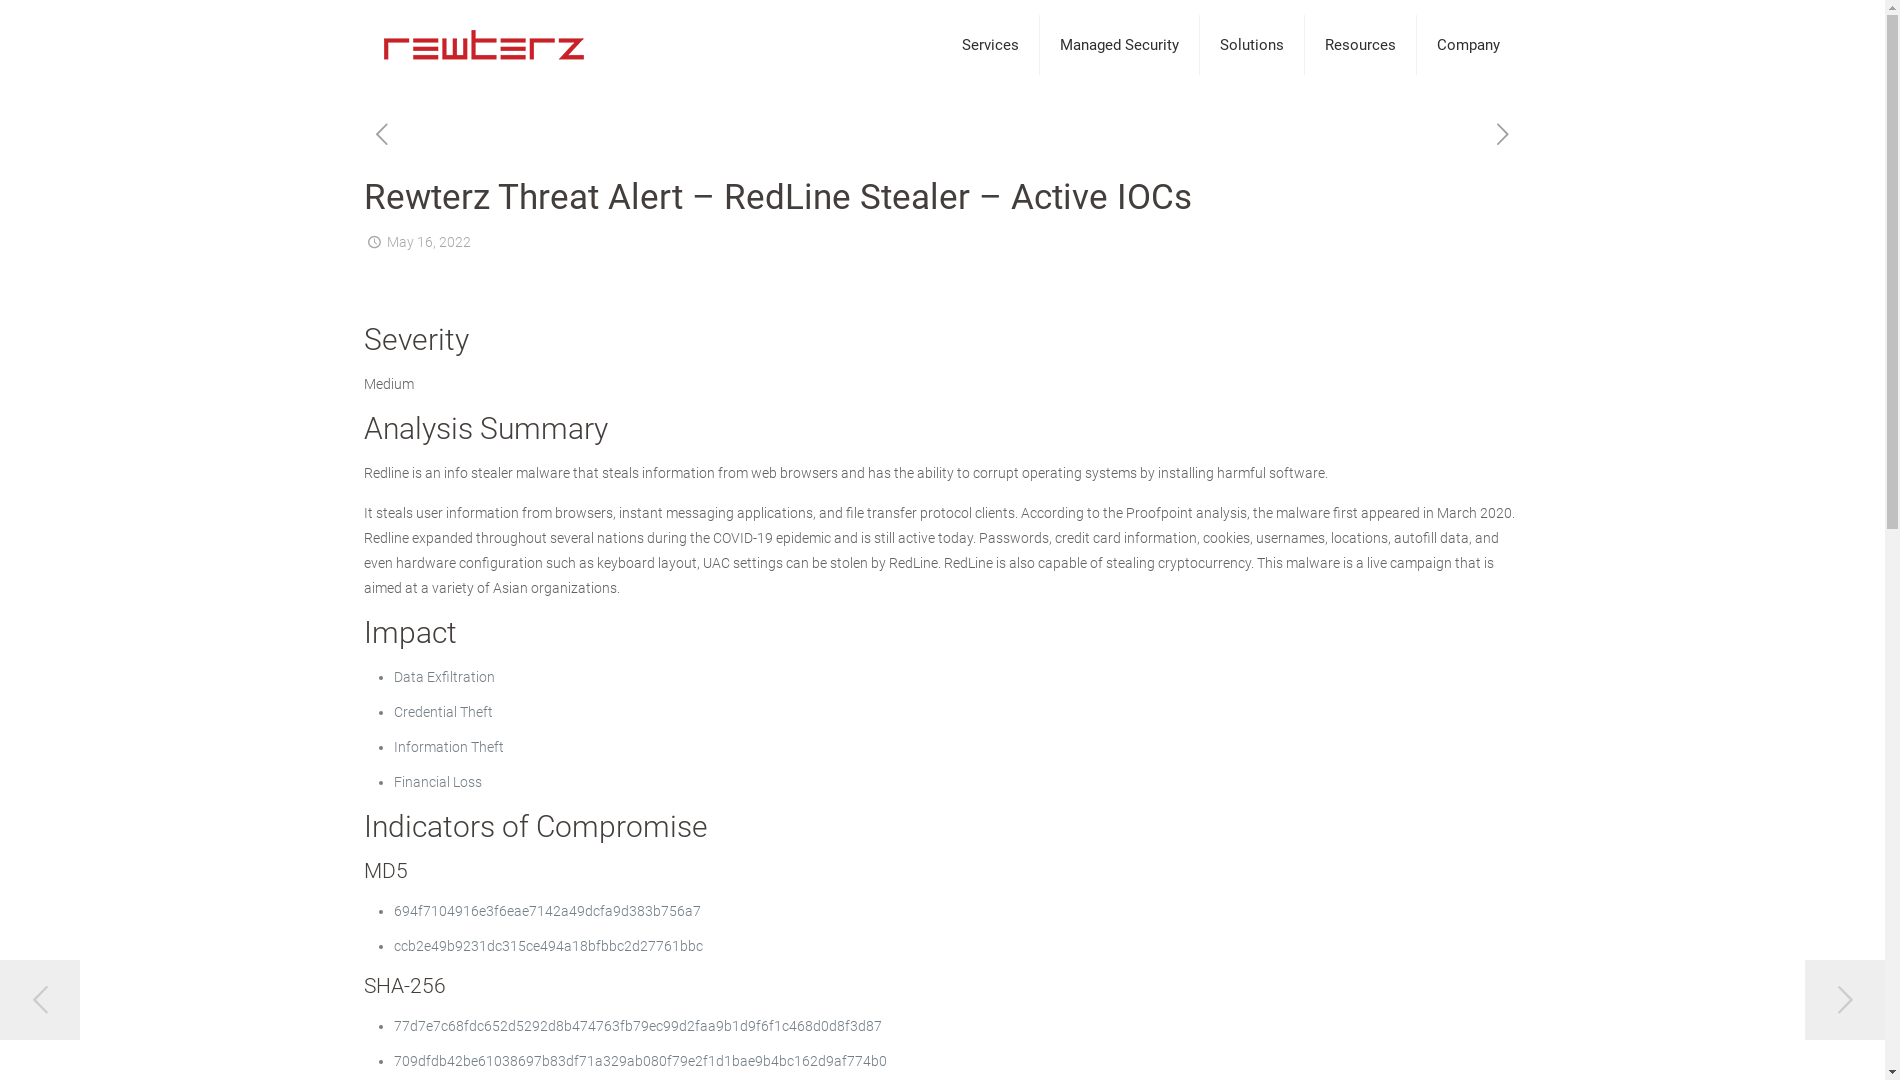 rewterz
Services
Managed Security
Solutions
Resources
Company
Rewterz Threat Alert – RedLine Stealer – Active IOCs
May 16, 2022
Severity
Medium
Analysis Summary
Redline is an info stealer malware that steals information from web browsers and has the ability to corrupt operating systems by installing harmful software.
It steals user information from browsers, instant messaging applications, and file transfer protocol clients. According to the Proofpoint analysis, the malware first appeared in March 2020.
Redline expanded throughout several nations during the COVID-19 epidemic and is still active today. Passwords, credit card information, cookies, usernames, locations, autofill data, and
even hardware configuration such as keyboard layout, UAC settings can be stolen by RedLine. RedLine is also capable of stealing cryptocurrency. This malware is a live campaign that is
aimed at a variety of Asian organizations.
Impact
• Data Exfiltration
• Credential Theft
• Information Theft
• Financial Loss
Indicators of Compromise
MD5
• 694f7104916e3f6eae7142a49dcfa9d383b756a7
• ccb2e49b9231dc315ce494a18bfbbc2d27761bbc
SHA-256
• 77d7e7c68fdc652d5292d8b474763fb79ec99d2faa9b1d9f6f1c468d0d8f3d87
• 709dfdb42be61038697b83df71a329ab080f79e2f1d1bae9b4bc162d9af774b0